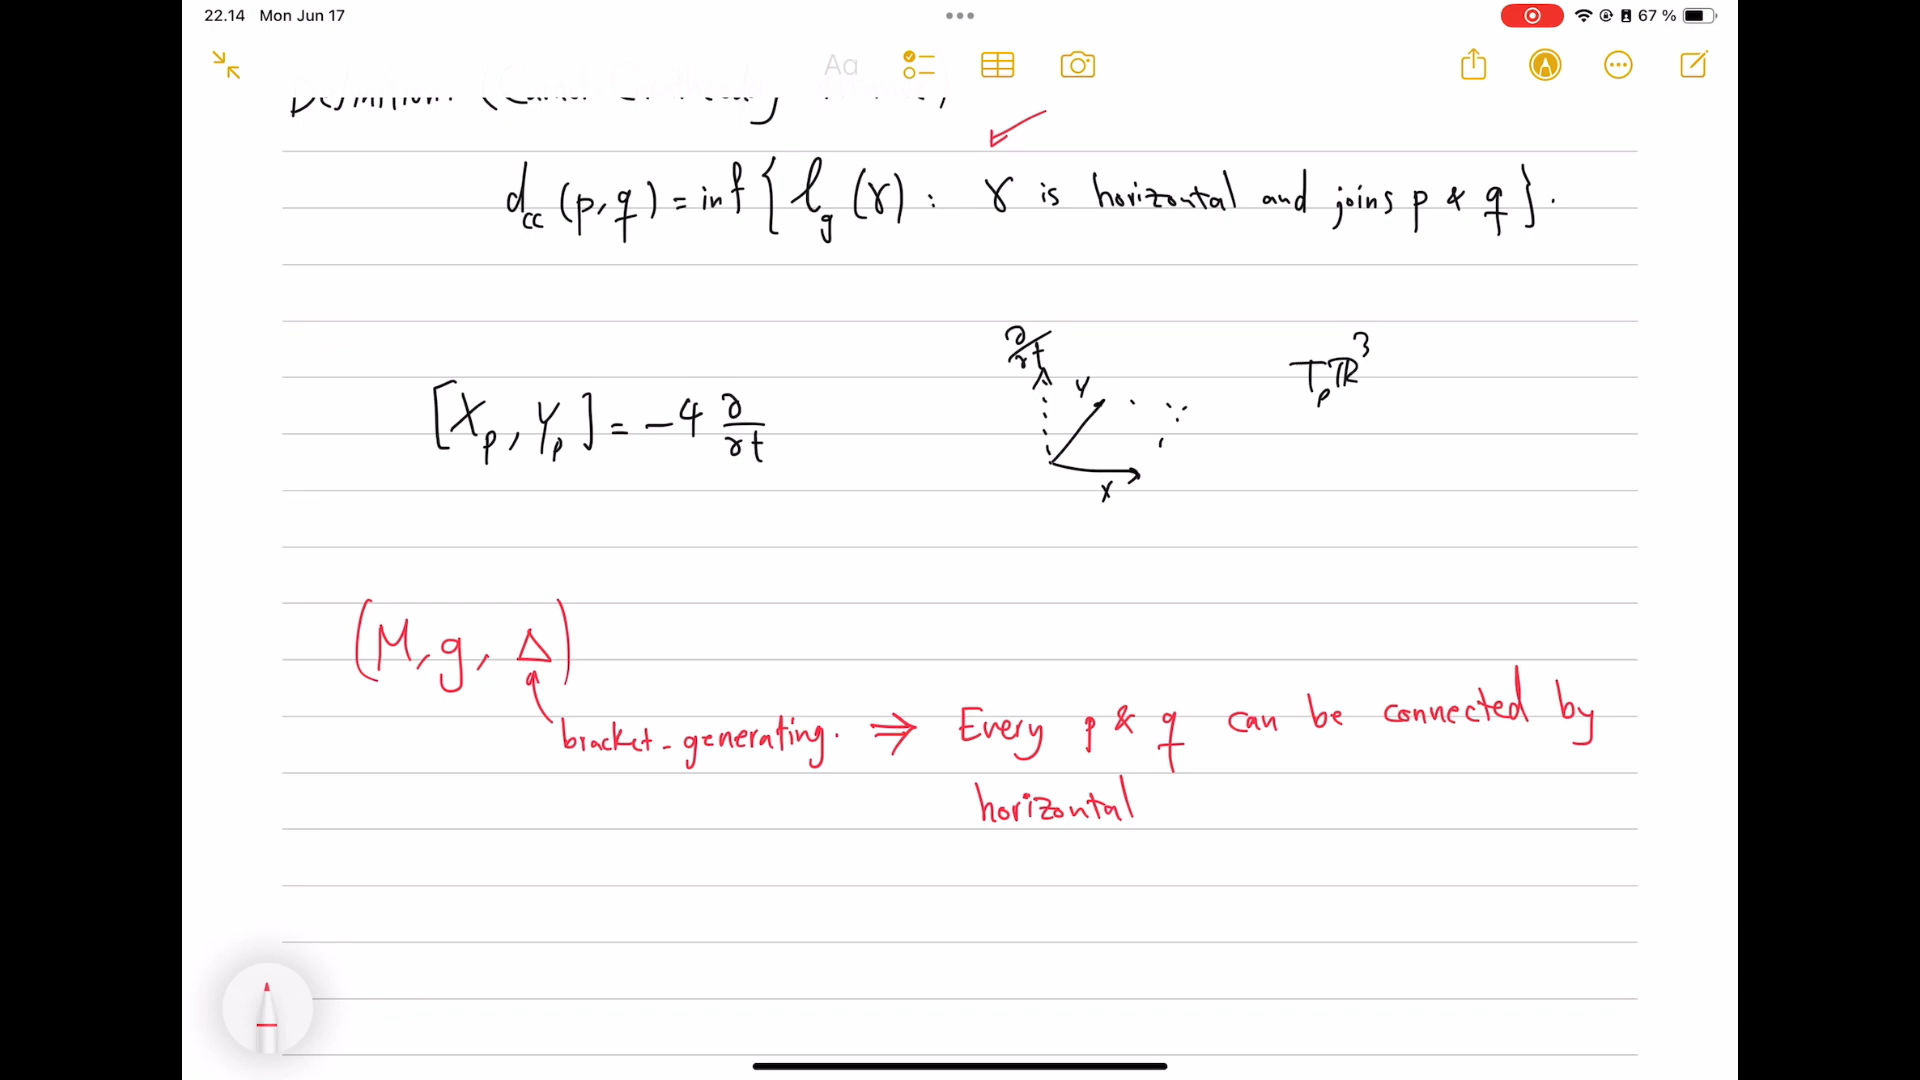 22.14 Mon Jun 17
67 %
Aa
d_cc (p, q) = inf { l_g (γ) : γ is horizontal and joins p & q }.
∂/∂t
Y
T_p ℝ^3
[X_p, Y_p] = -4 ∂/∂t
X
(M, g, Δ)
bracket-generating. ⇒ Every p & q can be connected by
horizontal